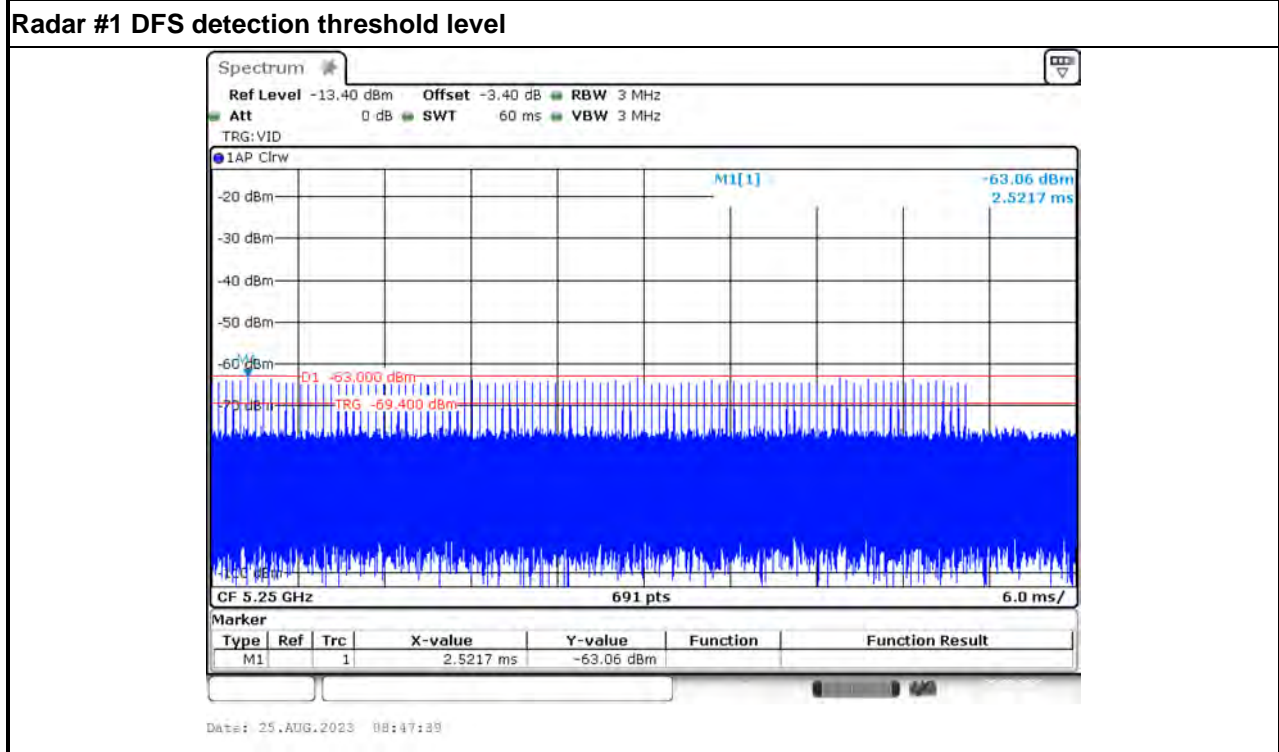 Radar #1 DFS detection threshold level
Spectrum
Ref Level -13.40 dBm Offset -3.40 dB RBW 3 MHz
Att 0 dB SWT 60 ms VBW 3 MHz
TRG:VID
1AP Clrw
M1[1] -63.06 dBm
2.5217 ms
-20 dBm
-30 dBm
-40 dBm
-50 dBm
-60 dBm
D1 -63.000 dBm
-70 dBm
TRG -69.400 dBm
CF 5.25 GHz 691 pts 6.0 ms/
Marker
Type Ref Trc X-value Y-value Function Function Result
M1 1 2.5217 ms -63.06 dBm
Date: 25.AUG.2023 08:47:39